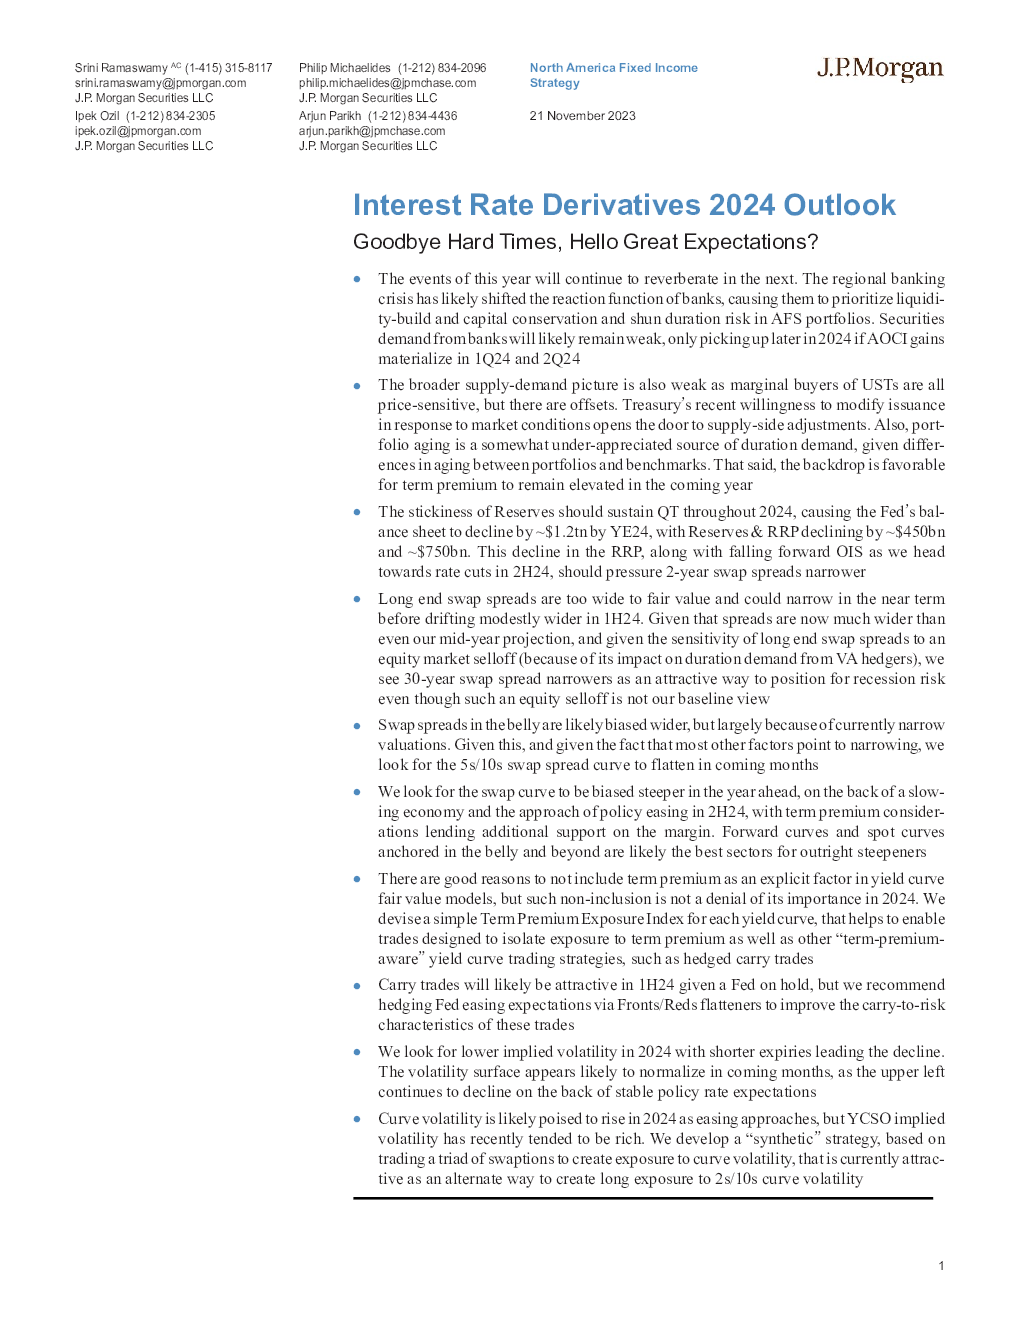 Srini Ramaswamy AC (1-415) 315-8117
srini.ramaswamy@jpmorgan.com
J.P. Morgan Securities LLC
Ipek Ozil (1-212) 834-2305
ipek.ozil@jpmorgan.com
J.P. Morgan Securities LLC
Philip Michaelides (1-212) 834-2096
philip.michaelides@jpmchase.com
J.P. Morgan Securities LLC
Arjun Parikh (1-212) 834-4436
arjun.parikh@jpmchase.com
J.P. Morgan Securities LLC
North America Fixed Income
Strategy
21 November 2023
J.P.Morgan
Interest Rate Derivatives 2024 Outlook
Goodbye Hard Times, Hello Great Expectations?
• The events of this year will continue to reverberate in the next. The regional banking
crisis has likely shifted the reaction function of banks, causing them to prioritize liquidi-
ty-build and capital conservation and shun duration risk in AFS portfolios. Securities
demand from banks will likely remain weak, only picking up later in 2024 if AOCI gains
materialize in 1Q24 and 2Q24
• The broader supply-demand picture is also weak as marginal buyers of USTs are all
price-sensitive, but there are offsets. Treasury’s recent willingness to modify issuance
in response to market conditions opens the door to supply-side adjustments. Also, port-
folio aging is a somewhat under-appreciated source of duration demand, given differ-
ences in aging between portfolios and benchmarks. That said, the backdrop is favorable
for term premium to remain elevated in the coming year
• The stickiness of Reserves should sustain QT throughout 2024, causing the Fed’s bal-
ance sheet to decline by ~$1.2tn by YE24, with Reserves & RRP declining by ~$450bn
and ~$750bn. This decline in the RRP, along with falling forward OIS as we head
towards rate cuts in 2H24, should pressure 2-year swap spreads narrower
• Long end swap spreads are too wide to fair value and could narrow in the near term
before drifting modestly wider in 1H24. Given that spreads are now much wider than
even our mid-year projection, and given the sensitivity of long end swap spreads to an
equity market selloff (because of its impact on duration demand from VA hedgers), we
see 30-year swap spread narrowers as an attractive way to position for recession risk
even though such an equity selloff is not our baseline view
• Swap spreads in the belly are likely biased wider, but largely because of currently narrow
valuations. Given this, and given the fact that most other factors point to narrowing, we
look for the 5s/10s swap spread curve to flatten in coming months
• We look for the swap curve to be biased steeper in the year ahead, on the back of a slow-
ing economy and the approach of policy easing in 2H24, with term premium consider-
ations lending additional support on the margin. Forward curves and spot curves
anchored in the belly and beyond are likely the best sectors for outright steepeners
• There are good reasons to not include term premium as an explicit factor in yield curve
fair value models, but such non-inclusion is not a denial of its importance in 2024. We
devise a simple Term Premium Exposure Index for each yield curve, that helps to enable
trades designed to isolate exposure to term premium as well as other “term-premium-
aware” yield curve trading strategies, such as hedged carry trades
• Carry trades will likely be attractive in 1H24 given a Fed on hold, but we recommend
hedging Fed easing expectations via Fronts/Reds flatteners to improve the carry-to-risk
characteristics of these trades
• We look for lower implied volatility in 2024 with shorter expiries leading the decline.
The volatility surface appears likely to normalize in coming months, as the upper left
continues to decline on the back of stable policy rate expectations
• Curve volatility is likely poised to rise in 2024 as easing approaches, but YCSO implied
volatility has recently tended to be rich. We develop a “synthetic” strategy, based on
trading a triad of swaptions to create exposure to curve volatility, that is currently attrac-
tive as an alternate way to create long exposure to 2s/10s curve volatility
1